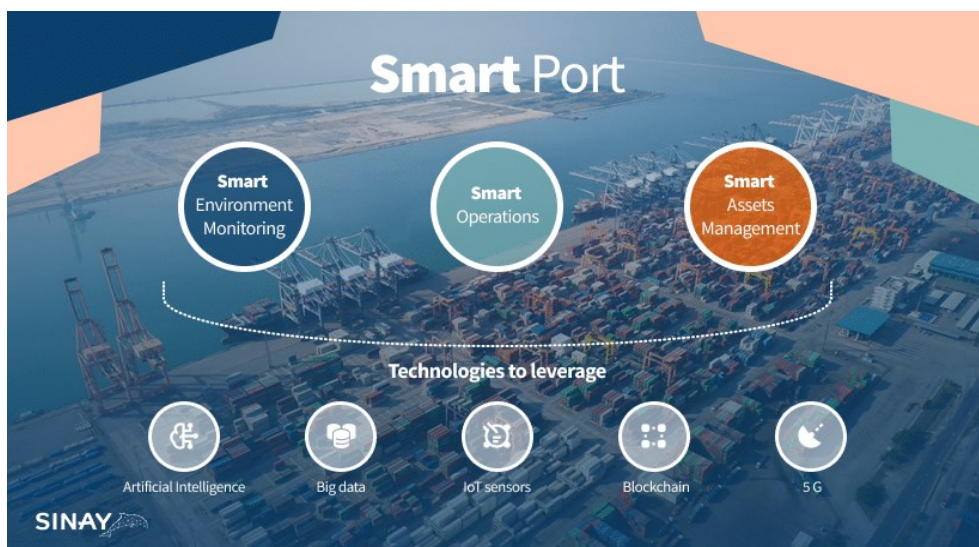 Smart Port
Smart
Environment
Monitoring
Smart
Operations
Smart
Assets
Management
Technologies to leverage
Artificial Intelligence
Big data
IoT sensors
Blockchain
5 G
SINAY